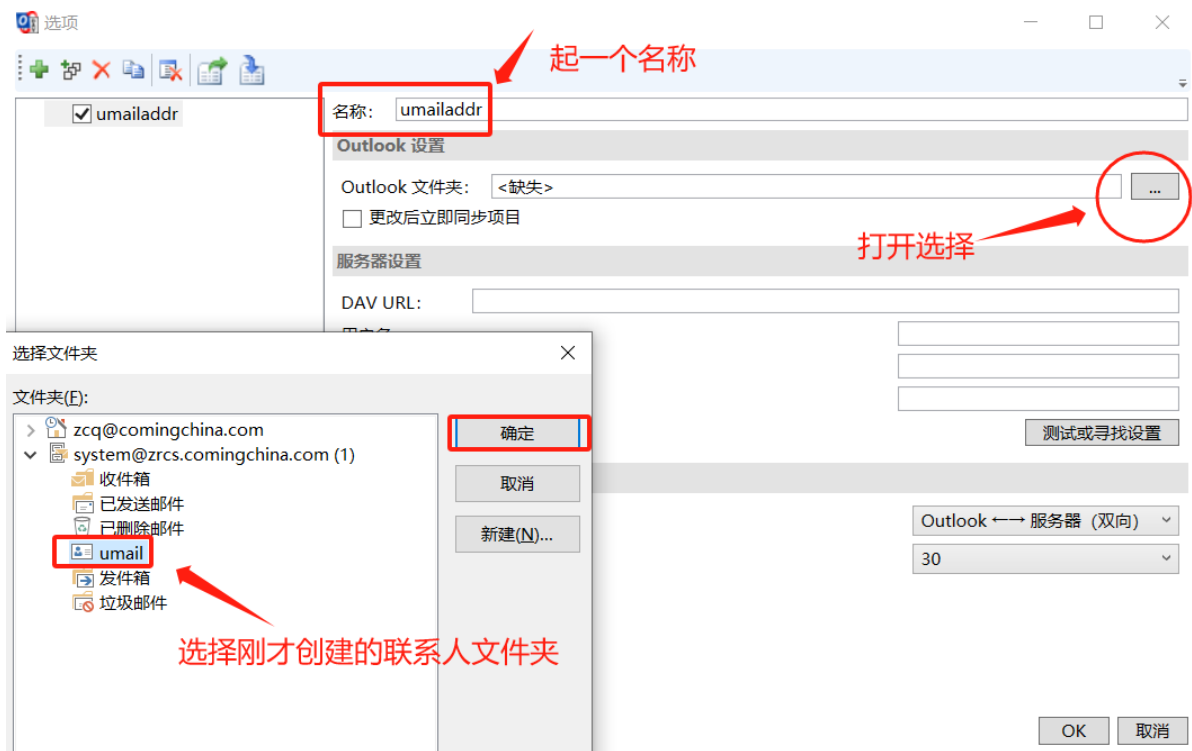 选项
起一个名称
umailaddr
名称： umailaddr
Outlook 设置
Outlook 文件夹： <缺失> ...
更改后立即同步项目
打开选择
服务器设置
DAV URL：
选择文件夹
文件夹(F):
zcq@comingchina.com
system@zrcs.comingchina.com (1)
收件箱
已发送邮件
已删除邮件
umail
发件箱
垃圾邮件
确定
取消
新建(N)...
选择刚才创建的联系人文件夹
测试或寻找设置
Outlook ←→ 服务器 (双向)
30
OK 取消